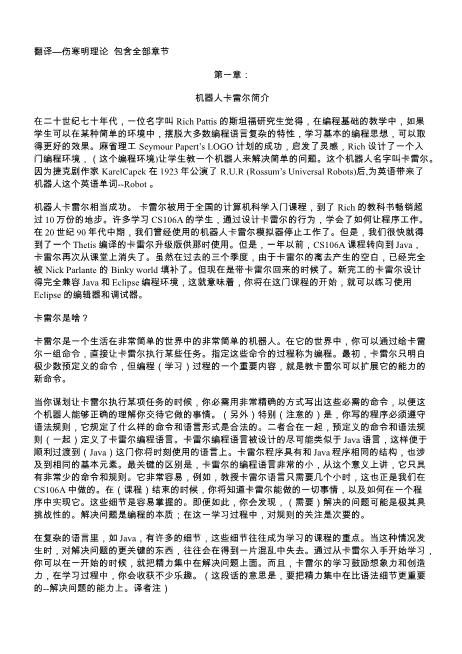 翻译—伤寒明理论 包含全部章节
第一章：
机器人卡雷尔简介
在二十世纪七十年代，一位名字叫 Rich Pattis 的斯坦福研究生觉得，在编程基础的教学中，如果
学生可以在某种简单的环境中，摆脱大多数编程语言复杂的特性，学习基本的编程思想，可以取
得更好的效果。麻省理工 Seymour Papert’s LOGO 计划的成功，启发了灵感，Rich 设计了一个入
门编程环境，（这个编程环境)让学生教一个机器人来解决简单的问题。这个机器人名字叫卡雷尔。
因为捷克剧作家 KarelCapek 在 1923 年公演了 R.U.R (Rossum’s Universal Robots)后,为英语带来了
机器人这个英语单词--Robot 。
机器人卡雷尔相当成功。 卡雷尔被用于全国的计算机科学入门课程，到了 Rich 的教科书畅销超
过 10 万份的地步。许多学习 CS106A 的学生，通过设计卡雷尔的行为，学会了如何让程序工作。
在 20 世纪 90 年代中期，我们曾经使用的机器人卡雷尔模拟器停止工作了。但是，我们很快就得
到了一个 Thetis 编译的卡雷尔升级版供那时使用。但是，一年以前，CS106A 课程转向到 Java，
卡雷尔再次从课堂上消失了。虽然在过去的三个季度，由于卡雷尔的离去产生的空白，已经完全
被 Nick Parlante 的 Binky world 填补了。但现在是带卡雷尔回来的时候了。新完工的卡雷尔设计
得完全兼容 Java 和 Eclipse 编程环境，这就意味着，你将在这门课程的开始，就可以练习使用
Eclipse 的编辑器和调试器。
卡雷尔是啥？
卡雷尔是一个生活在非常简单的世界中的非常简单的机器人。在它的世界中，你可以通过给卡雷
尔一组命令，直接让卡雷尔执行某些任务。指定这些命令的过程称为编程。最初，卡雷尔只明白
极少数预定义的命令，但编程（学习）过程的一个重要内容，就是教卡雷尔可以扩展它的能力的
新命令。
当你谋划让卡雷尔执行某项任务的时候，你必需用非常精确的方式写出这些必需的命令，以便这
个机器人能够正确的理解你交待它做的事情。（另外）特别（注意的）是，你写的程序必须遵守
语法规则，它规定了什么样的命令和语言形式是合法的。二者合在一起，预定义的命令和语法规
则（一起）定义了卡雷尔编程语言。卡雷尔编程语言被设计的尽可能类似于 Java 语言，这样便于
顺利过渡到（Java）这门你将时刻使用的语言上。卡雷尔程序具有和 Java 程序相同的结构，也涉
及到相同的基本元素。最关键的区别是，卡雷尔的编程语言非常的小，从这个意义上讲，它只具
有非常少的命令和规则。它非常容易，例如，教授卡雷尔语言只需要几个小时，这也正是我们在
CS106A 中做的。在（课程）结束的时候，你将知道卡雷尔能做的一切事情，以及如何在一个程
序中实现它。这些细节是容易掌握的。即便如此，你会发现，（需要）解决的问题可能是极其具
挑战性的。解决问题是编程的本质；在这一学习过程中，对规则的关注是次要的。
在复杂的语言里，如 Java，有许多的细节，这些细节往往成为学习的课程的重点。当这种情况发
生时，对解决问题的更关键的东西，往往会在得到一片混乱中失去。通过从卡雷尔入手开始学习，
你可以在一开始的时候，就把精力集中在解决问题上面。而且，卡雷尔的学习鼓励想象力和创造
力，在学习过程中，你会收获不少乐趣。（这段话的意思是，要把精力集中在比语法细节更重要
的--解决问题的能力上。译者注）